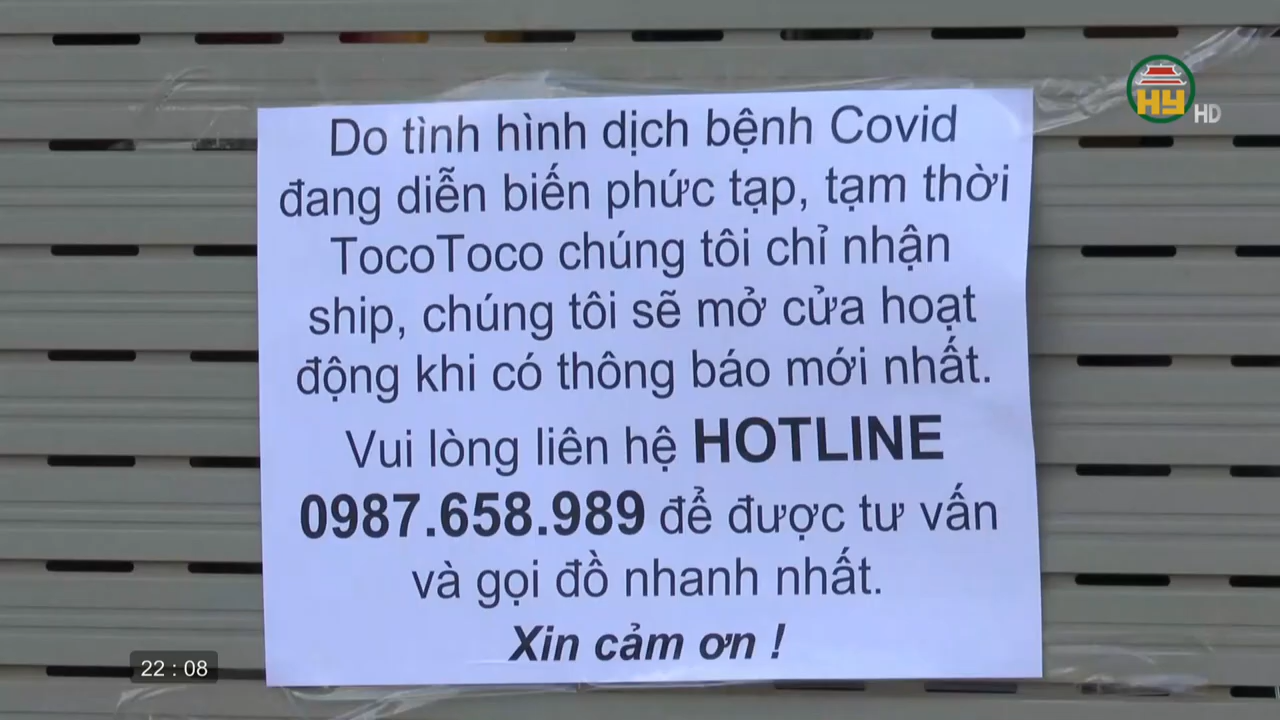 HY HD
Do tình hình dịch bệnh Covid
đang diễn biến phức tạp, tạm thời
TocoToco chúng tôi chỉ nhận
ship, chúng tôi sẽ mở cửa hoạt
động khi có thông báo mới nhất.
Vui lòng liên hệ HOTLINE
0987.658.989 để được tư vấn
và gọi đồ nhanh nhất.
Xin cảm ơn !
22 : 08